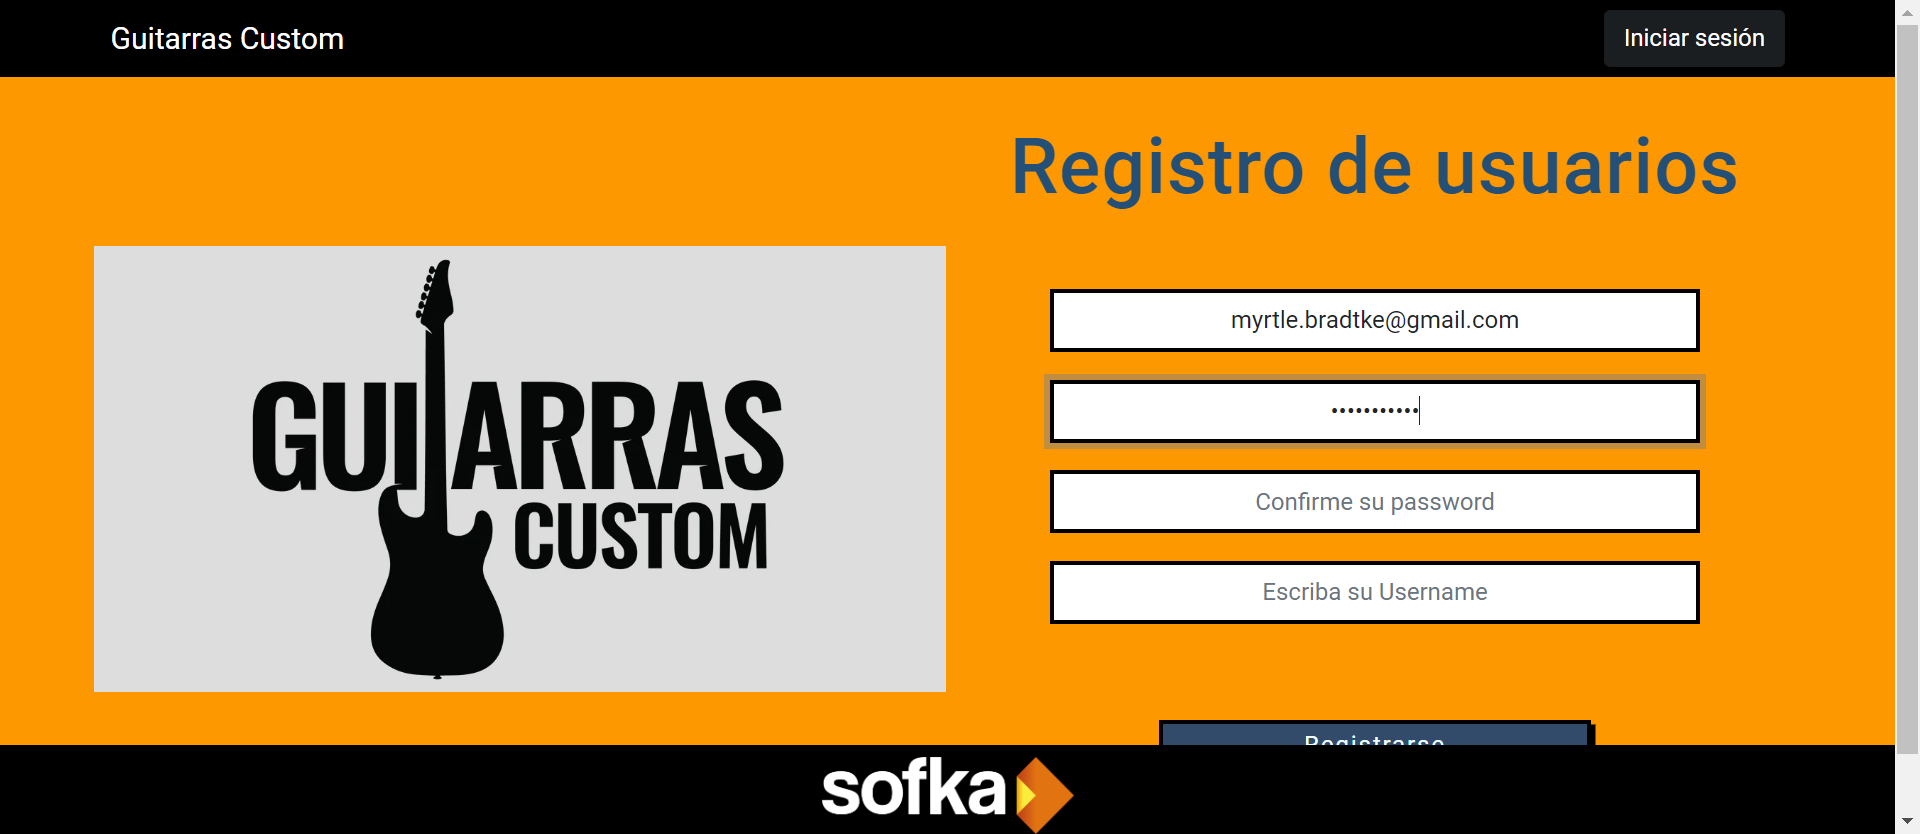 Guitarras Custom
Iniciar sesión
Registro de usuarios
GUITARRAS
CUSTOM
myrtle.bradtke@gmail.com
•••••••••••
Confirme su password
Escriba su Username
Registrarse
sofka